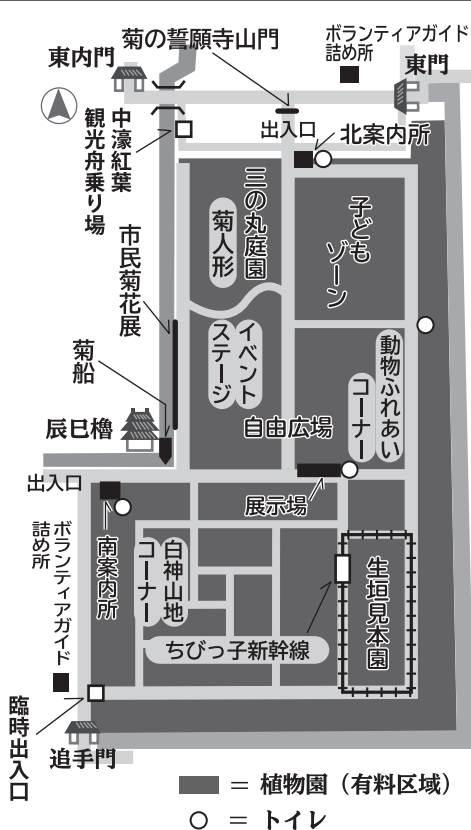 菊の誓願寺山門
ボランティアガイド
詰め所
東内門
東門
出入口
北案内所
中濠紅葉
観光舟乗り場
三の丸庭園
菊人形
子ども
ゾーン
市民菊花展
イベント
ステージ
菊船
動物ふれあい
コーナー
自由広場
辰巳櫓
出入口
展示場
ボランティアガイド
詰め所
南案内所
白神山地
コーナー
生垣見本園
ちびっ子新幹線
臨時出入口
追手門
＝ 植物園（有料区域）
＝ トイレ